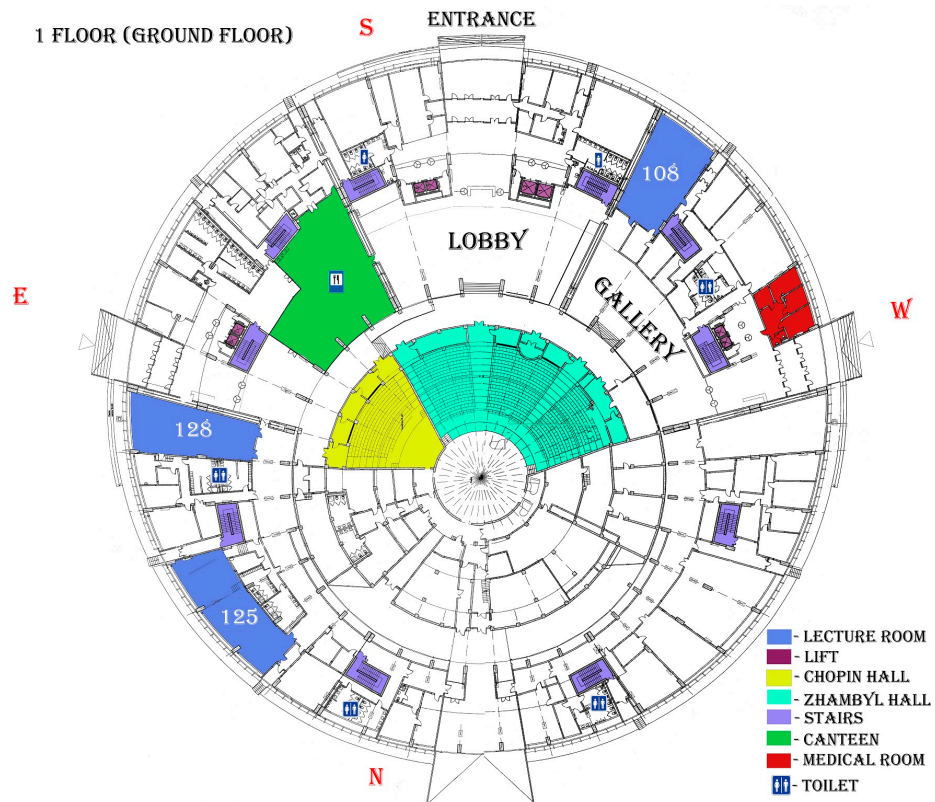 S
ENTRANCE
1 FLOOR (GROUND FLOOR)
108
LOBBY
GALLERY
E
W
128
125
N
- LECTURE ROOM
- LIFT
- CHOPIN HALL
- ZHAMBYL HALL
- STAIRS
- CANTEEN
- MEDICAL ROOM
- TOILET